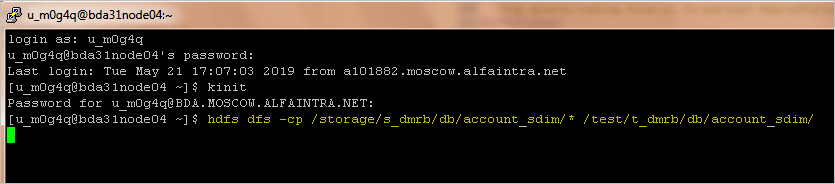 u_m0g4q@bda31node04:~
login as: u_m0g4q
u_m0g4q@bda31node04's password:
Last login: Tue May 21 17:07:03 2019 from a101882.moscow.alfaintra.net
[u_m0g4q@bda31node04 ~]$ kinit
Password for u_m0g4q@BDA.MOSCOW.ALFAINTRA.NET:
[u_m0g4q@bda31node04 ~]$ hdfs dfs -cp /storage/s_dmrb/db/account_sdim/* /test/t_dmrb/db/account_sdim/